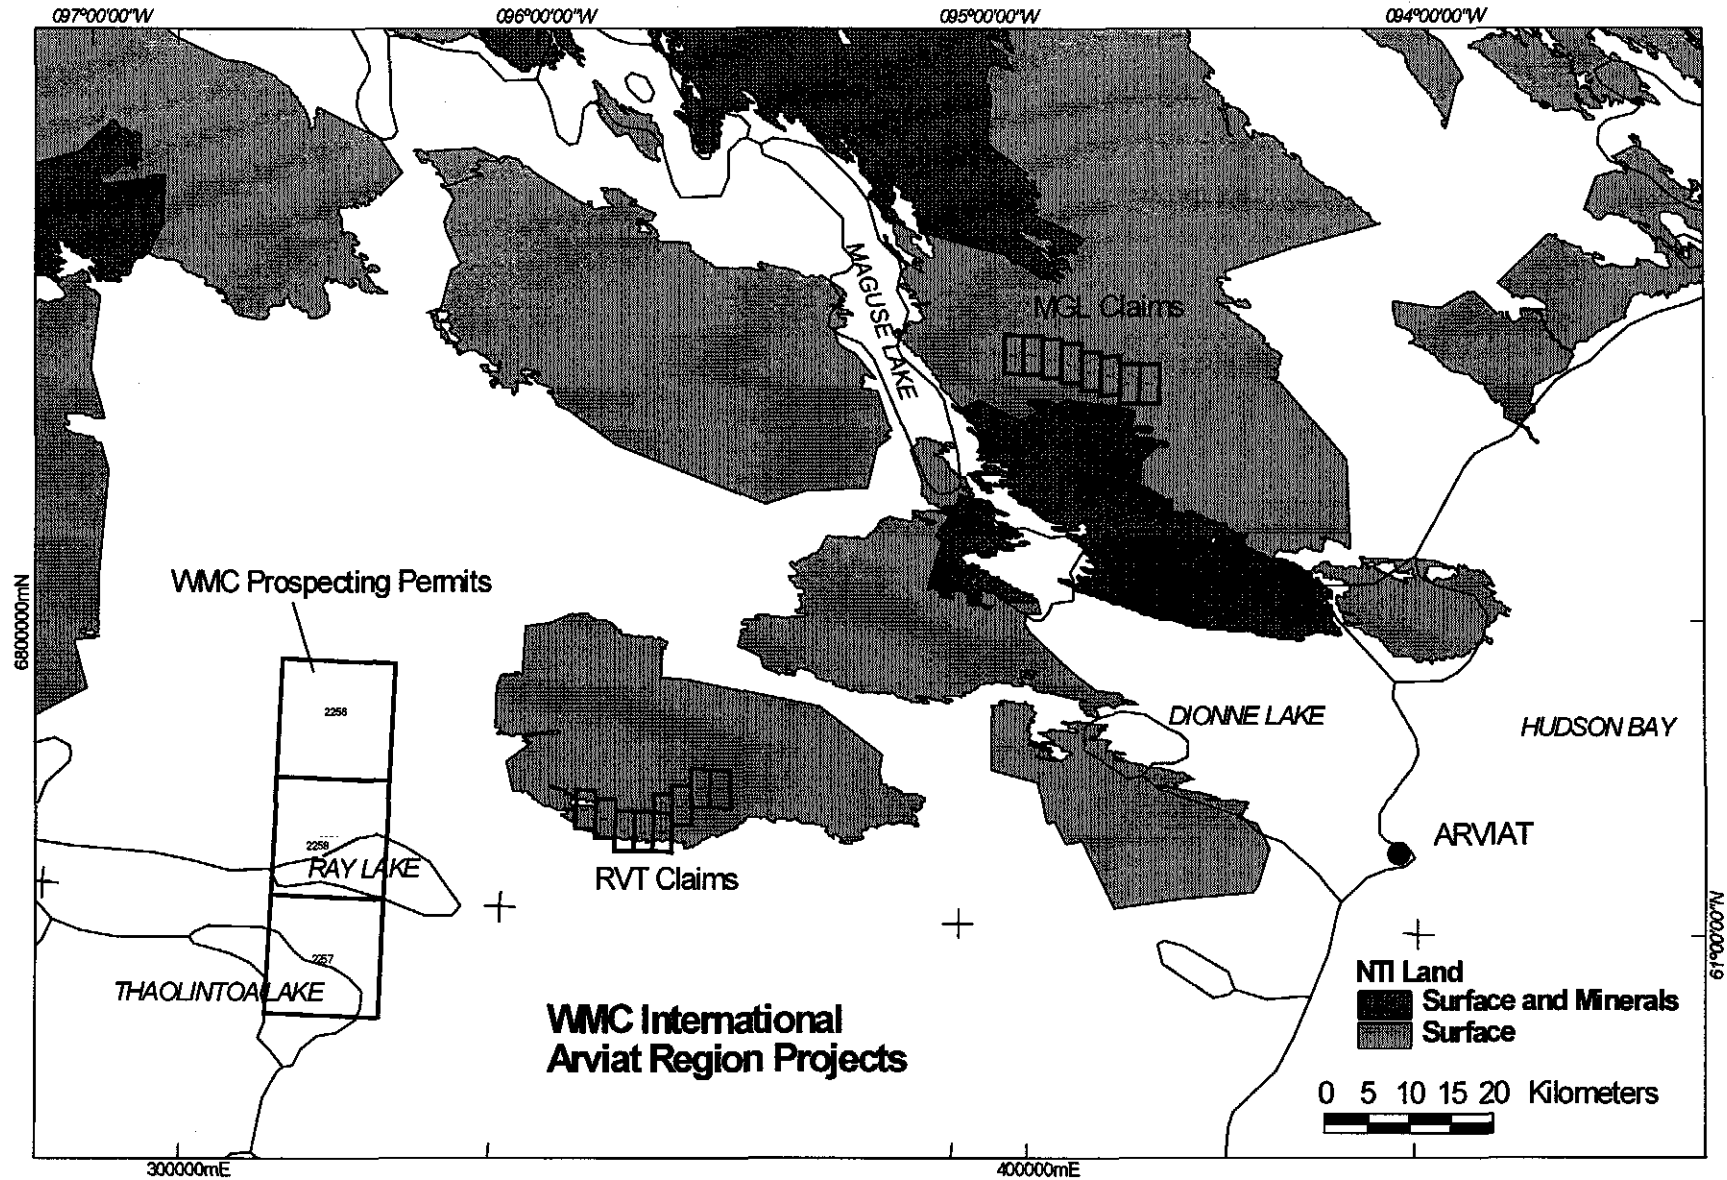 097°00'00"W
096°00'00"W
095°00'00"W
094°00'00"W
MAGUSE LAKE
MGL Claims
6800000mN
WMC Prospecting Permits
2256
DIONNE LAKE
HUDSON BAY
2258
RAY LAKE
ARVIAT
RVT Claims
61°00'00"N
2257
THAOLINTOA LAKE
NTI Land
Surface and Minerals
Surface
WMC International
Arviat Region Projects
0 5 10 15 20 Kilometers
300000mE
400000mE